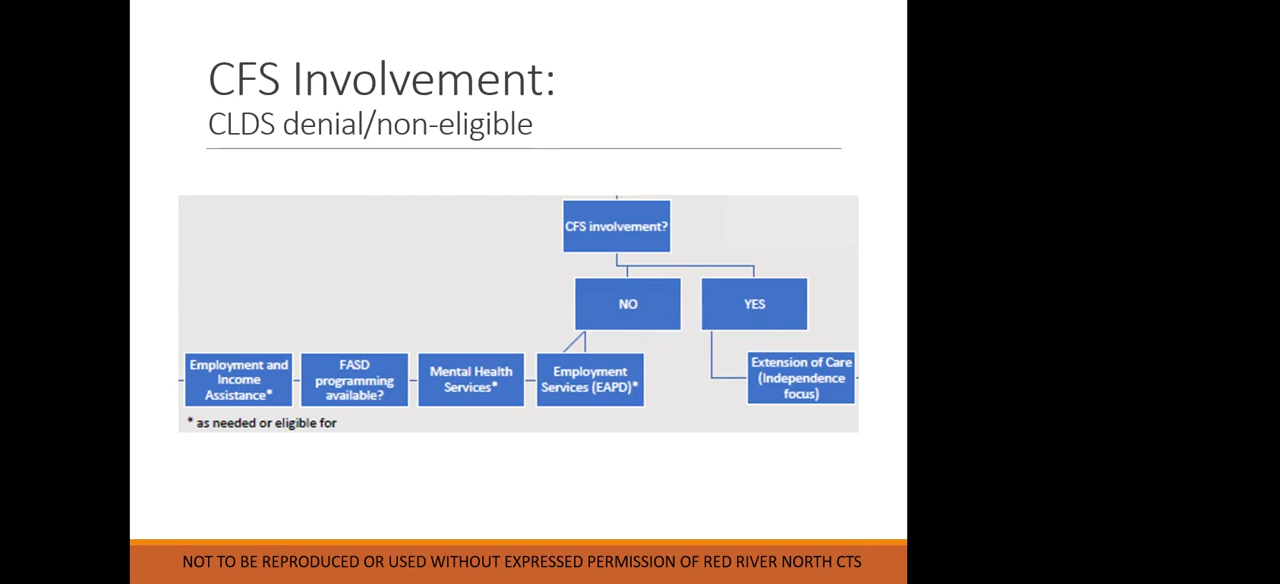 CFS Involvement:
CLDS denial/non-eligible
CFS involvement?
NO
YES
Employment and
Income
Assistance*
FASD
programming
available?
Mental Health
Services*
Employment
Services (EAPD)*
Extension of Care
(Independence
focus)
* as needed or eligible for
NOT TO BE REPRODUCED OR USED WITHOUT EXPRESSED PERMISSION OF RED RIVER NORTH CTS